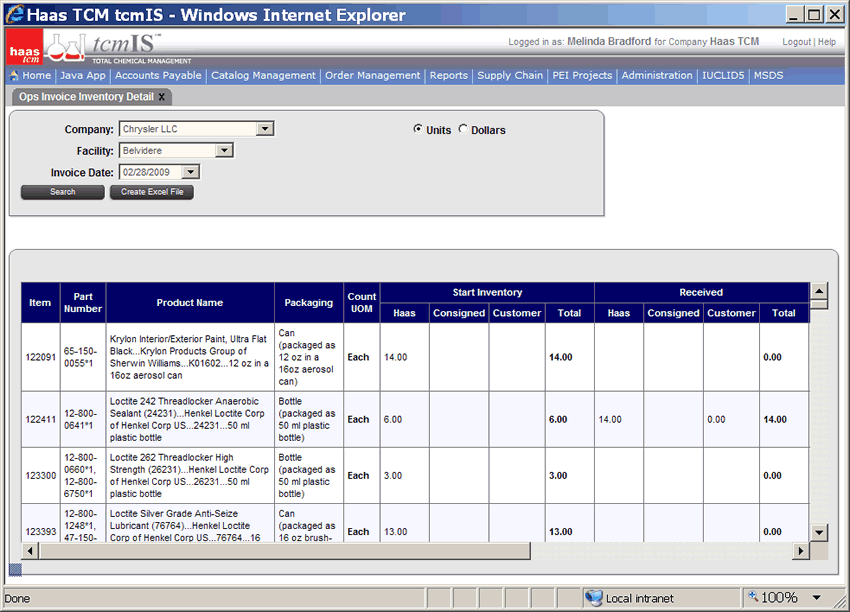 Haas TCM tcmIS - Windows Internet Explorer
haas tcm
tcmIS™
TOTAL CHEMICAL MANAGEMENT
Logged in as: Melinda Bradford for Company Haas TCM
Logout | Help
Home | Java App | Accounts Payable | Catalog Management | Order Management | Reports | Supply Chain | PEI Projects | Administration | IUCLID5 | MSDS
Ops Invoice Inventory Detail X
Company: Chrysler LLC
Units Dollars
Facility: Belvidere
Invoice Date: 02/28/2009
Search Create Excel File
Start Inventory Received
Item Part Number Product Name Packaging Count UOM Haas Consigned Customer Total Haas Consigned Customer Total
122091
65-150-
0055*1
Krylon Interior/Exterior Paint, Ultra Flat
Black...Krylon Products Group of
Sherwin Williams...K01602...12 oz in a
16oz aerosol can
Can
(packaged as
12 oz in a
16oz aerosol
can)
Each 14.00 14.00 0.00
122411
12-800-
0641*1
Loctite 242 Threadlocker Anaerobic
Sealant (24231)...Henkel Loctite Corp
of Henkel Corp US...24231...50 ml
plastic bottle
Bottle
(packaged as
50 ml plastic
bottle)
Each 6.00 6.00 14.00 0.00 14.00
123300
12-800-
0660*1,
12-800-
6750*1
Loctite 262 Threadlocker High
Strength (26231)...Henkel Loctite Corp
of Henkel Corp US...26231...50 ml
plastic bottle
Bottle
(packaged as
50 ml plastic
bottle)
Each 3.00 3.00 0.00
123393
12-800-
1248*1,
47-150-
Loctite Silver Grade Anti-Seize
Lubricant (76764)...Henkel Loctite
Corp of Henkel Corp US...76764...16
Can
(packaged as
16 oz brush-
Each 13.00 13.00 0.00
Done
Local intranet
100%